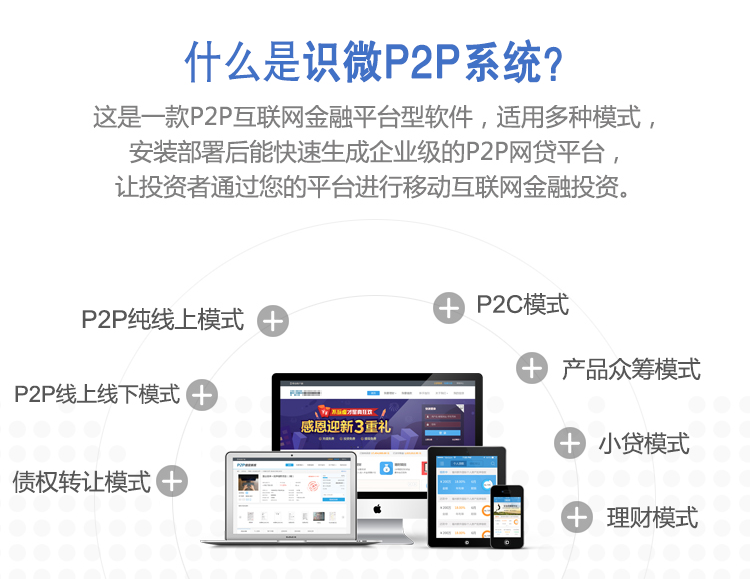 什么是识微P2P系统？
这是一款P2P互联网金融平台型软件，适用多种模式，
安装部署后能快速生成企业级的P2P网贷平台，
让投资者通过您的平台进行移动互联网金融投资。
P2P纯线上模式
P2C模式
P2P线上线下模式
产品众筹模式
债权转让模式
小贷模式
理财模式
感恩迎新3重礼